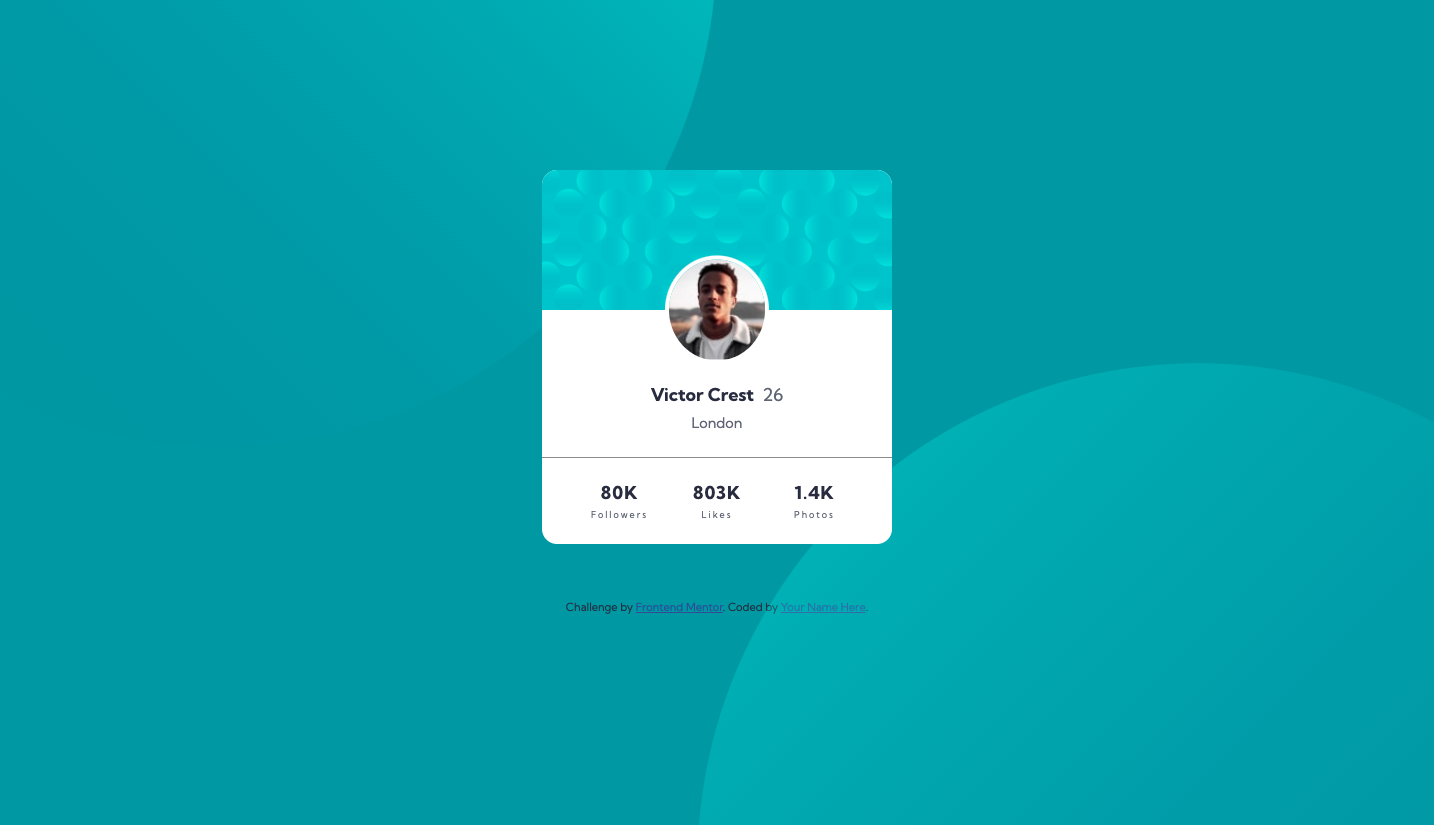 Victor Crest 26
London
80K 803K 1.4K
Followers Likes Photos
Challenge by Frontend Mentor. Coded by Your Name Here.